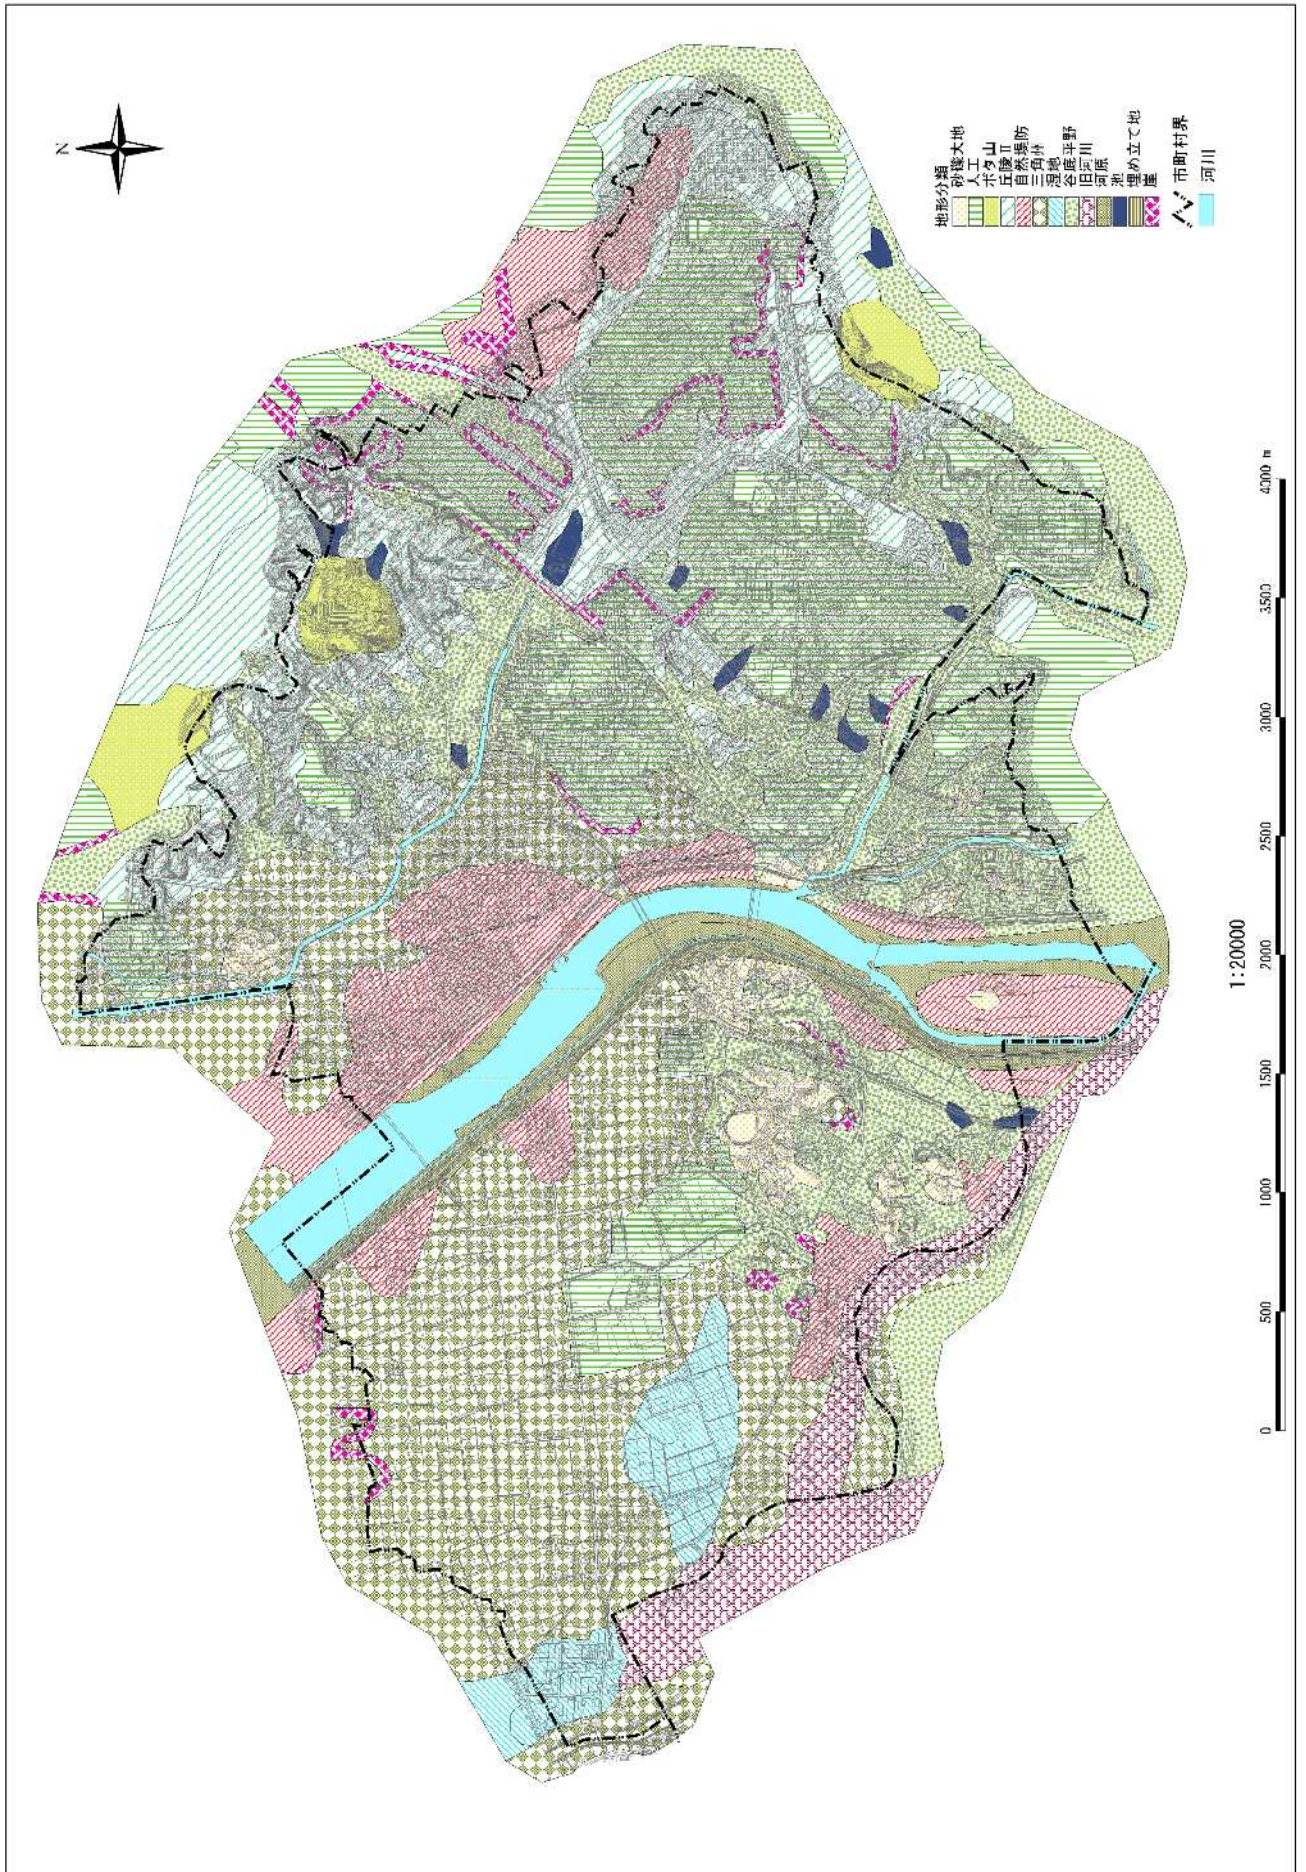 N
地形分類
砂礫大地
人工
ボタ山
丘陵Ⅱ
自然堤防
三角州
湿地
谷底平野
旧河川
河原
池
埋め立て地
崖
市町村界
河川
1:20000
0 500 1000 1500 2000 2500 3000 3500 4000 m